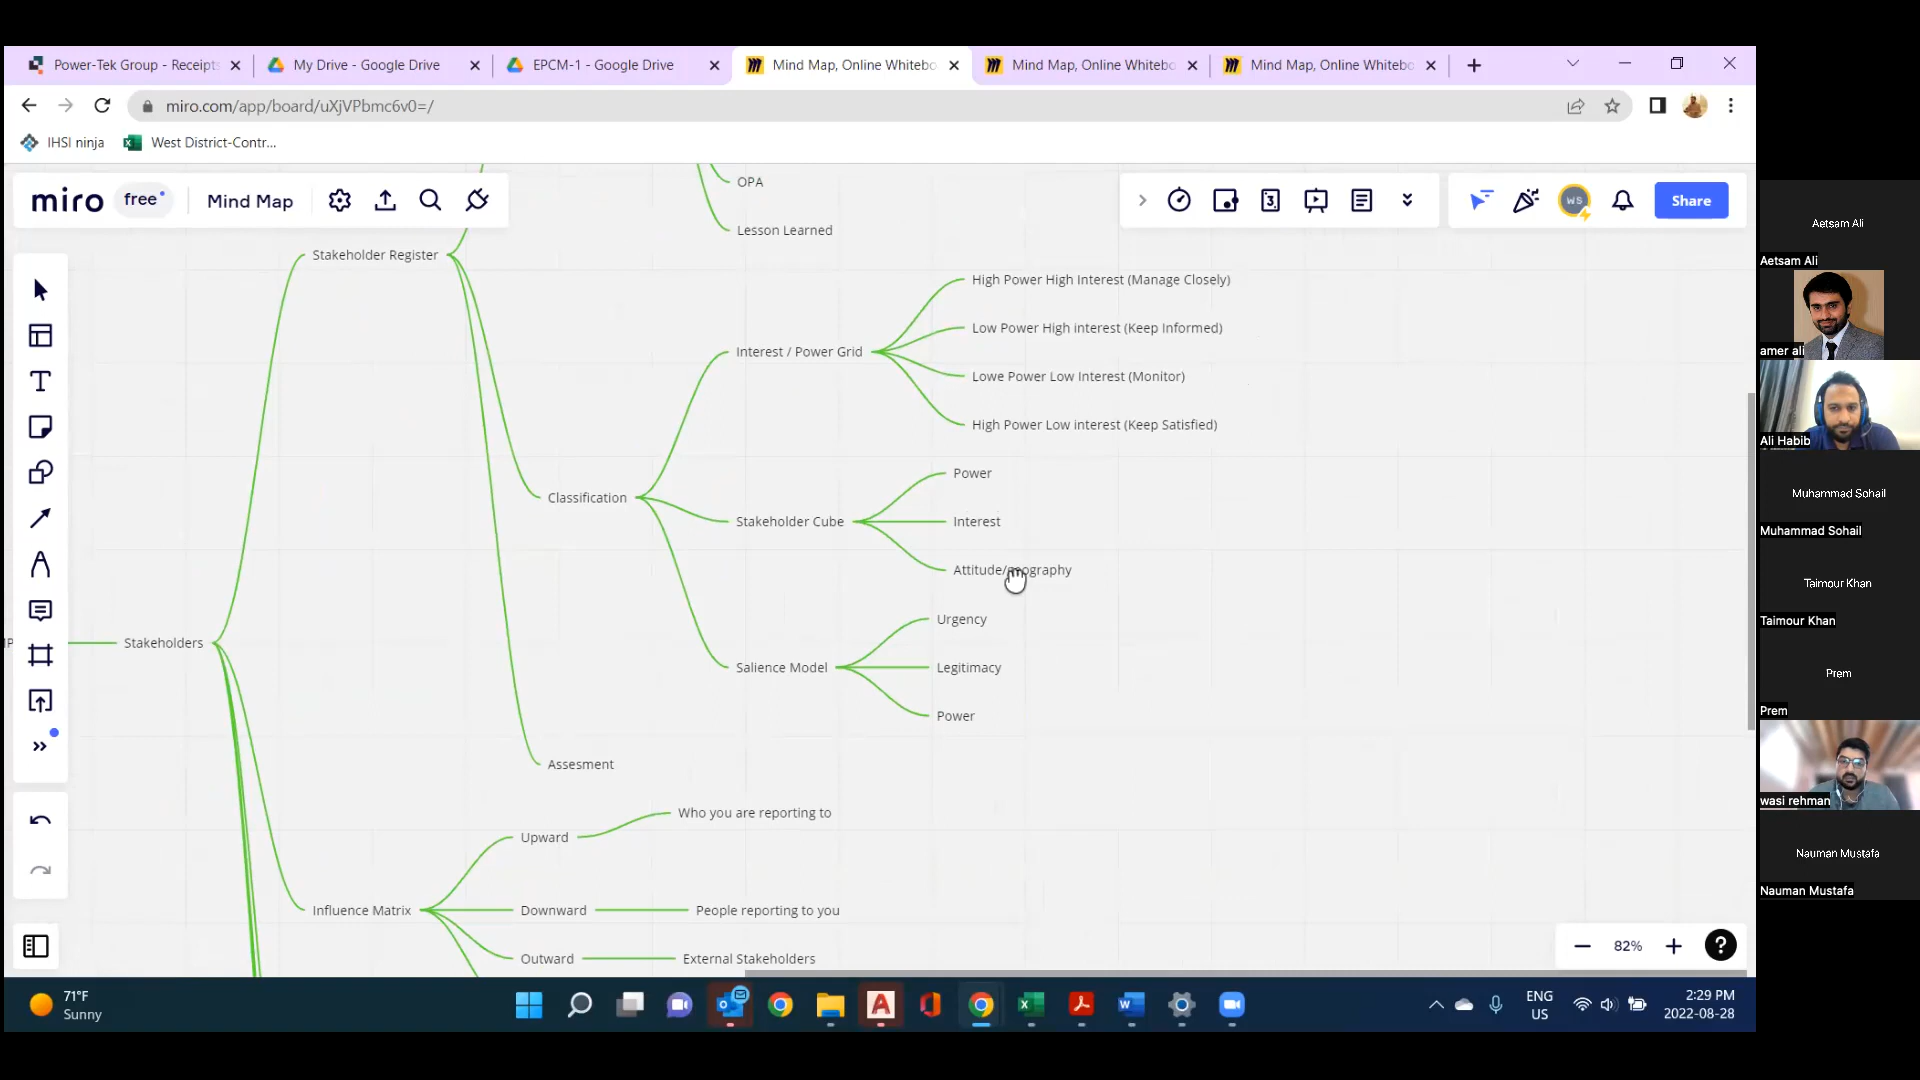 Power-Tek Group - Receipts
My Drive - Google Drive
EPCM-1 - Google Drive
Mind Map, Online Whitebo
Mind Map, Online Whitebo
Mind Map, Online Whitebo
miro.com/app/board/uXjVPbmc6v0=/
IHSI ninja
West District-Contr...
miro
free
Mind Map
WS
Share
OPA
Lesson Learned
Stakeholder Register
High Power High Interest (Manage Closely)
Low Power High interest (Keep Informed)
Interest / Power Grid
Lowe Power Low Interest (Monitor)
High Power Low interest (Keep Satisfied)
Power
Classification
Stakeholder Cube
Interest
Attitude/geography
Urgency
Stakeholders
Salience Model
Legitimacy
Power
Assesment
Who you are reporting to
Upward
Influence Matrix
Downward
People reporting to you
Outward
External Stakeholders
82%
71°F
Sunny
ENG
US
2:29 PM
2022-08-28
Aetsam Ali
Aetsam Ali
amer ali
Ali Habib
Muhammad Sohail
Muhammad Sohail
Taimour Khan
Taimour Khan
Prem
Prem
wasi rehman
Nauman Mustafa
Nauman Mustafa